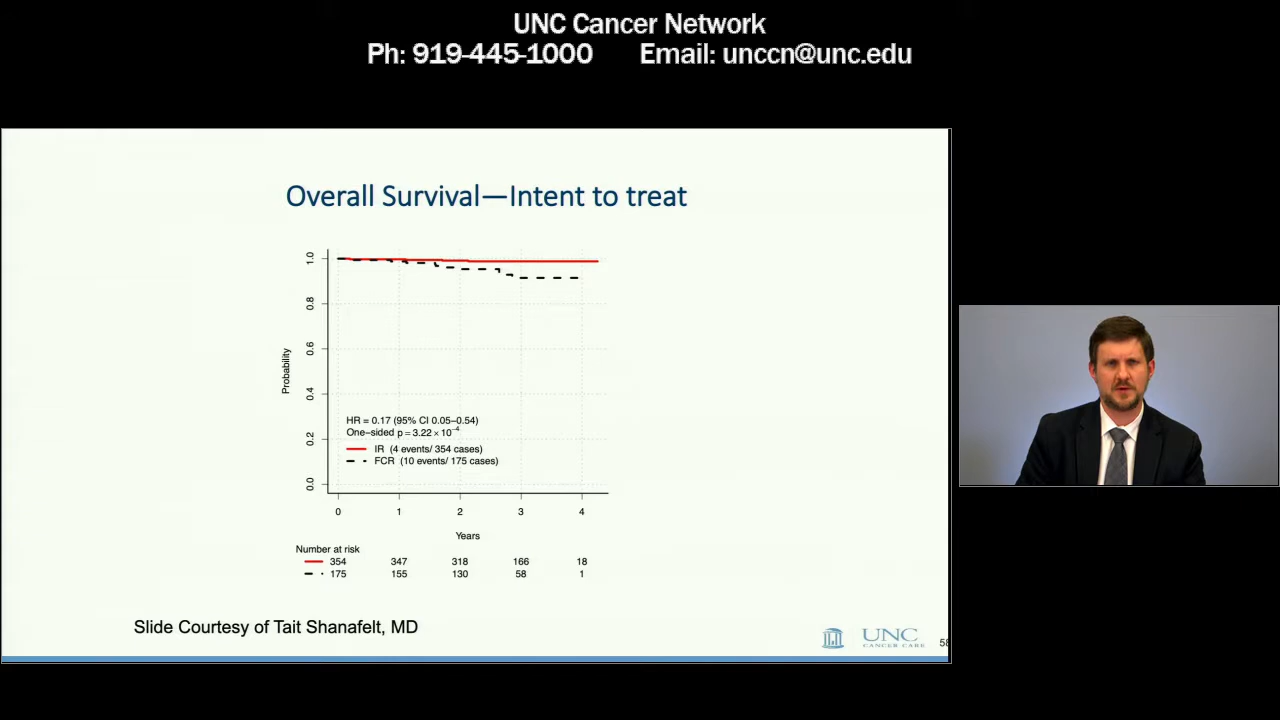 UNC Cancer Network
Ph: 919-445-1000 Email: unccn@unc.edu
Overall Survival—Intent to treat
1.0
0.8
0.6
0.4
0.2
0.0
Probability
HR = 0.17 (95% CI 0.05–0.54)
One–sided p = 3.22 × 10⁻⁴
IR (4 events/ 354 cases)
FCR (10 events/ 175 cases)
0 1 2 3 4
Years
Number at risk
354 347 318 166 18
175 155 130 58 1
Slide Courtesy of Tait Shanafelt, MD
UNC
CANCER CARE